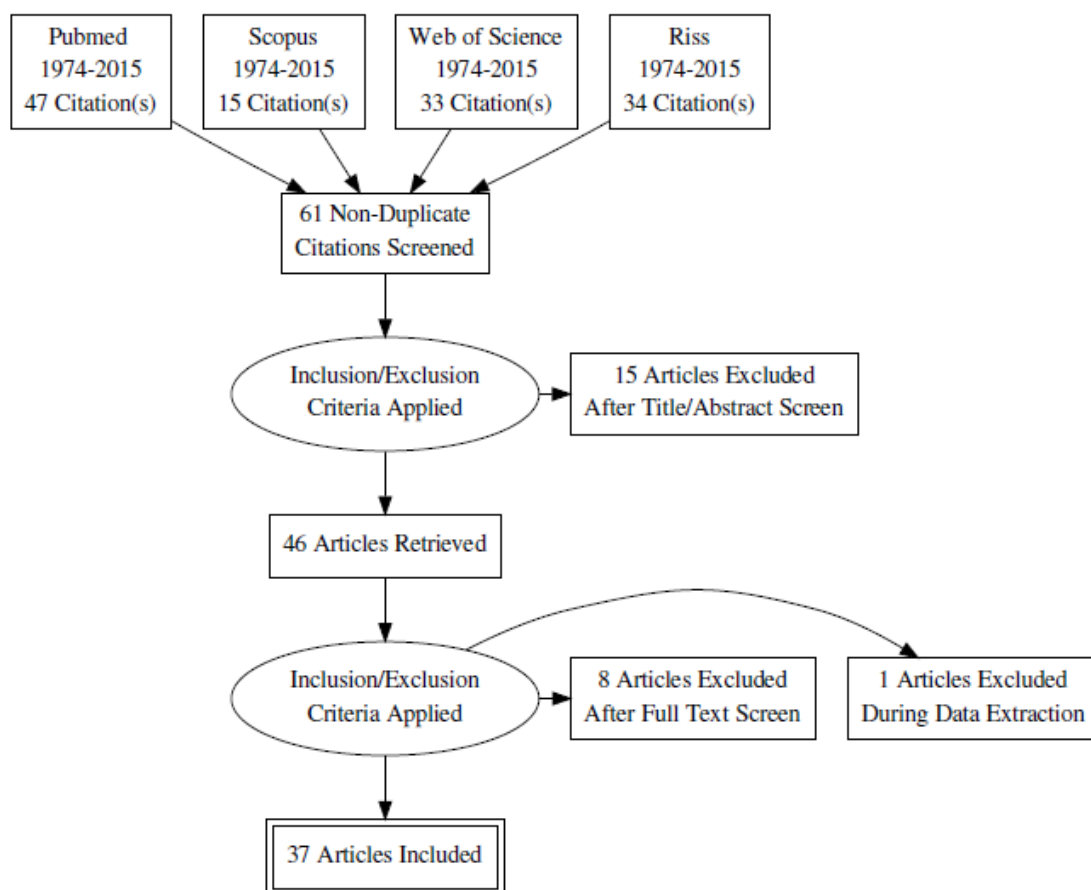 Pubmed
1974-2015
47 Citation(s)
Scopus
1974-2015
15 Citation(s)
Web of Science
1974-2015
33 Citation(s)
Riss
1974-2015
34 Citation(s)
61 Non-Duplicate
Citations Screened
Inclusion/Exclusion
Criteria Applied
15 Articles Excluded
After Title/Abstract Screen
46 Articles Retrieved
Inclusion/Exclusion
Criteria Applied
8 Articles Excluded
After Full Text Screen
1 Articles Excluded
During Data Extraction
37 Articles Included